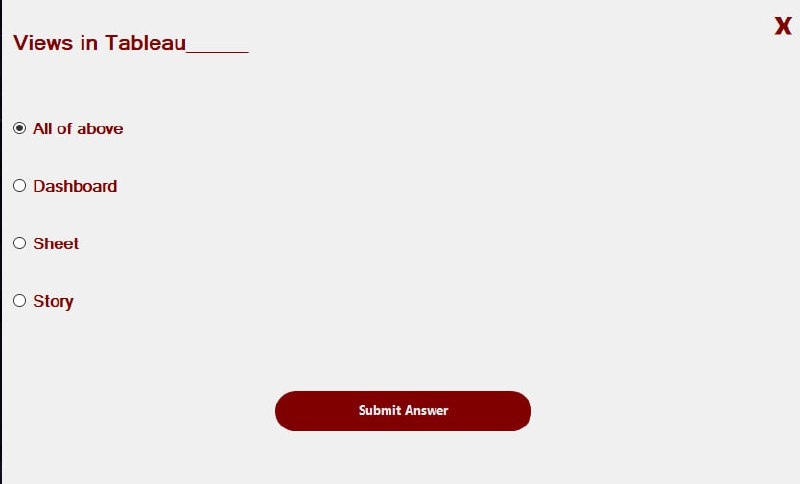 X
Views in Tableau_____
All of above
Dashboard
Sheet
Story
Submit Answer